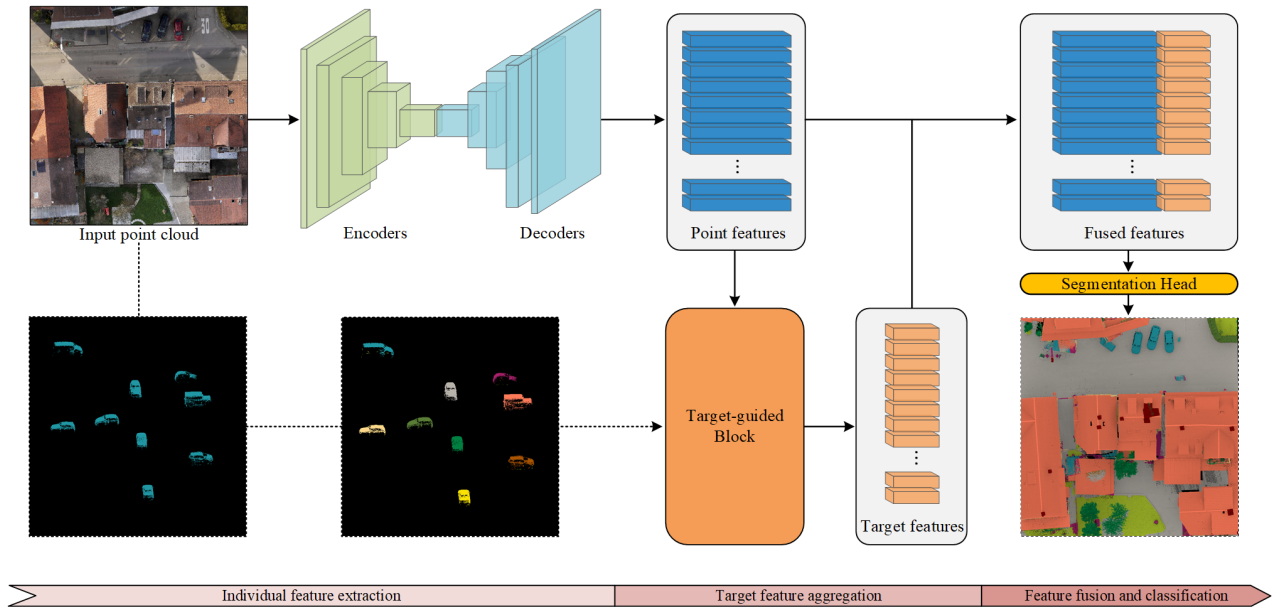 30
Input point cloud
Encoders
Decoders
Point features
Fused features
Segmentation Head
Target-guided
Block
Target features
Individual feature extraction
Target feature aggregation
Feature fusion and classification